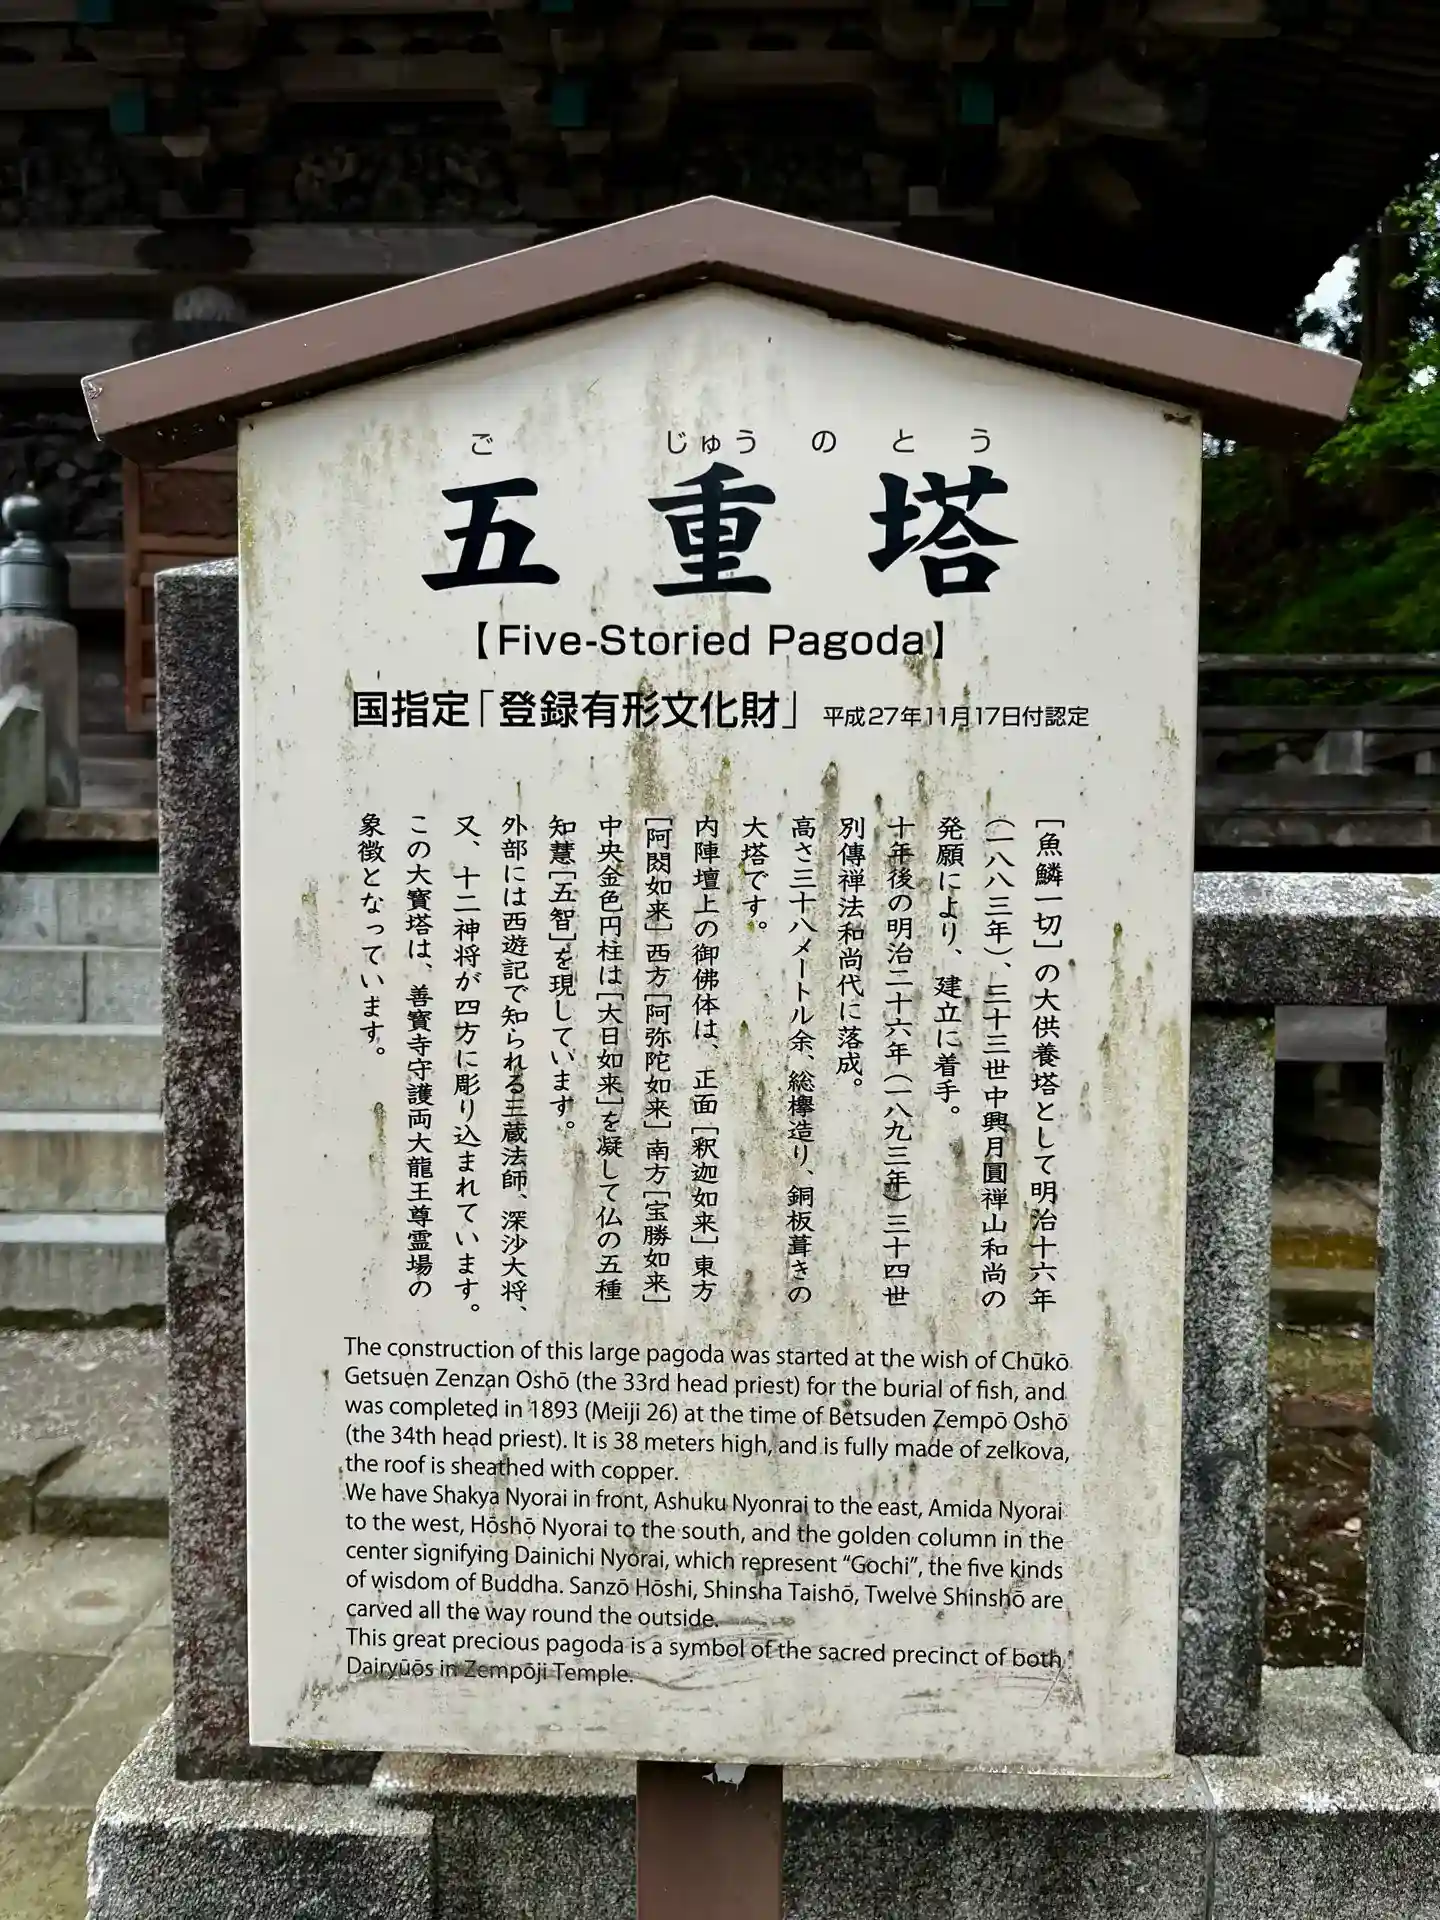 ご じゅう の と う
五重塔
【Five-Storied Pagoda】
国指定「登録有形文化財」 平成27年11月17日付認定
［魚鱗一切］の大供養塔として明治十六年
（一八八三年）、三十三世中興月圓禅山和尚の
発願により、建立に着手。
十年後の明治二十六年（一八九三年）三十四世
別傳禅法和尚代に落成。
高さ三十八メートル余、総欅造り、銅板葺きの
大塔です。
内陣壇上の御佛体は、正面［釈迦如来］東方
［阿閦如来］西方［阿弥陀如来］南方［宝勝如来］
中央金色円柱は［大日如来］を凝して仏の五種
知慧［五智］を現しています。
外部には西遊記で知られる三蔵法師、深沙大将、
又、十二神将が四方に彫り込まれています。
この大寳塔は、善寳寺守護両大龍王尊霊場の
象徴となっています。
The construction of this large pagoda was started at the wish of Chūkō
Getsuen Zenzan Oshō (the 33rd head priest) for the burial of fish, and
was completed in 1893 (Meiji 26) at the time of Betsuden Zempō Oshō
(the 34th head priest). It is 38 meters high, and is fully made of zelkova,
the roof is sheathed with copper.
We have Shakya Nyorai in front, Ashuku Nyonrai to the east, Amida Nyorai
to the west, Hōshō Nyorai to the south, and the golden column in the
center signifying Dainichi Nyorai, which represent “Gochi”, the five kinds
of wisdom of Buddha. Sanzō Hōshi, Shinsha Taishō, Twelve Shinshō are
carved all the way round the outside.
This great precious pagoda is a symbol of the sacred precinct of both
Dairyūōs in Zempōji Temple.